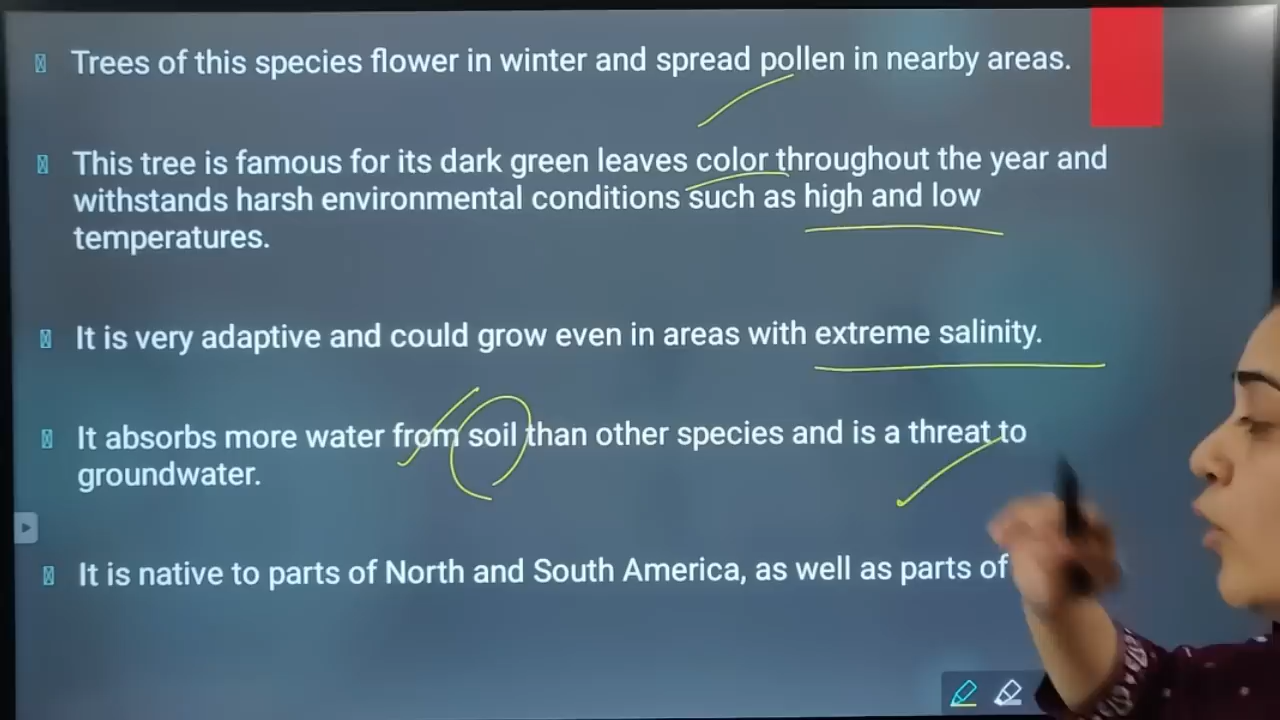 Trees of this species flower in winter and spread pollen in nearby areas.
This tree is famous for its dark green leaves color throughout the year and
withstands harsh environmental conditions such as high and low
temperatures.
It is very adaptive and could grow even in areas with extreme salinity.
It absorbs more water from soil than other species and is a threat to
groundwater.
It is native to parts of North and South America, as well as parts of